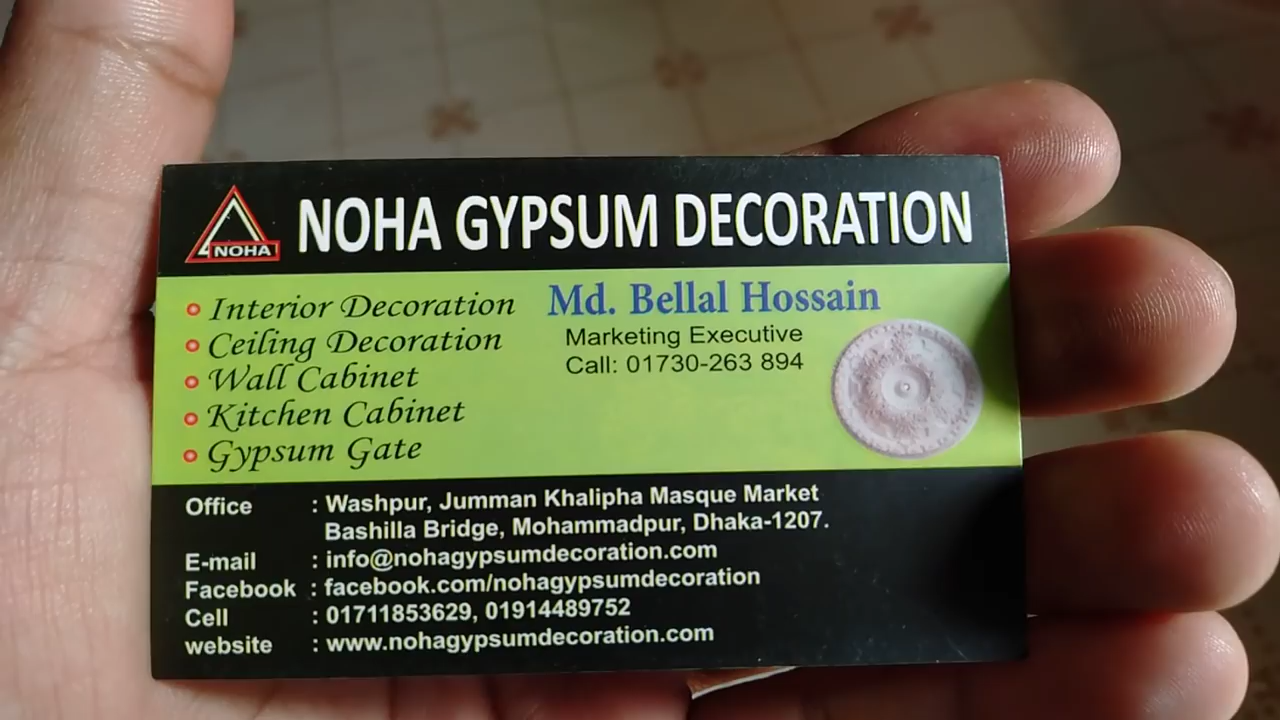 NOHA
NOHA GYPSUM DECORATION
Interior Decoration
Ceiling Decoration
Wall Cabinet
Kitchen Cabinet
Gypsum Gate
Md. Bellal Hossain
Marketing Executive
Call: 01730-263 894
Office : Washpur, Jumman Khalipha Masque Market
Bashilla Bridge, Mohammadpur, Dhaka-1207.
E-mail : info@nohagypsumdecoration.com
Facebook : facebook.com/nohagypsumdecoration
Cell : 01711853629, 01914489752
website : www.nohagypsumdecoration.com